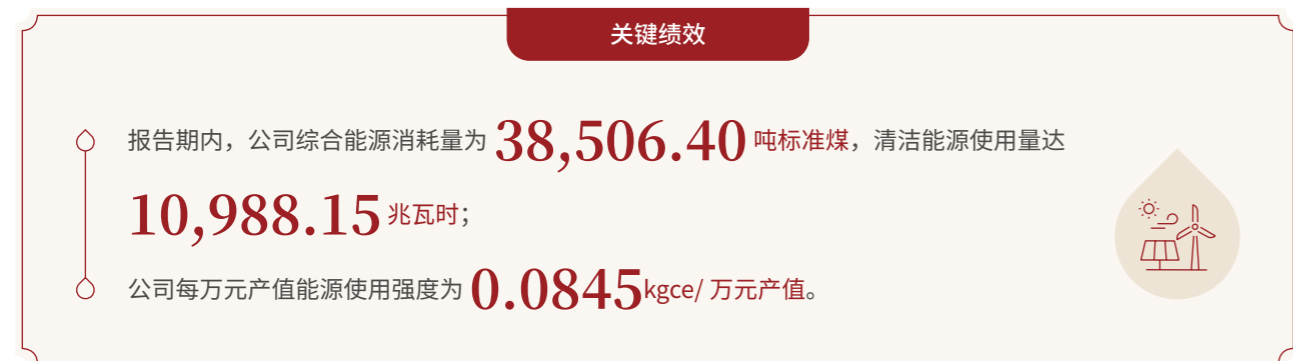 关键绩效
报告期内，公司综合能源消耗量为 38,506.40 吨标准煤，清洁能源使用量达
10,988.15 兆瓦时；
公司每万元产值能源使用强度为 0.0845kgce/ 万元产值。